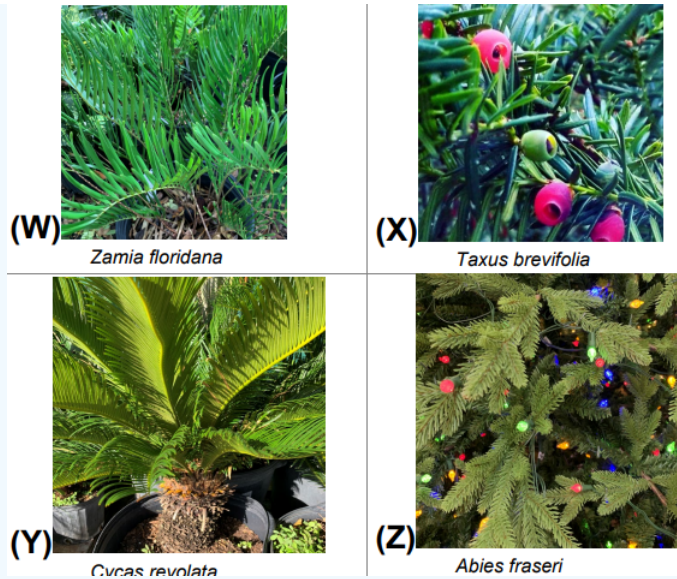 (W)
Zamia floridana
(X)
Taxus brevifolia
(Y)
Cycas revolata
(Z)
Abies fraseri